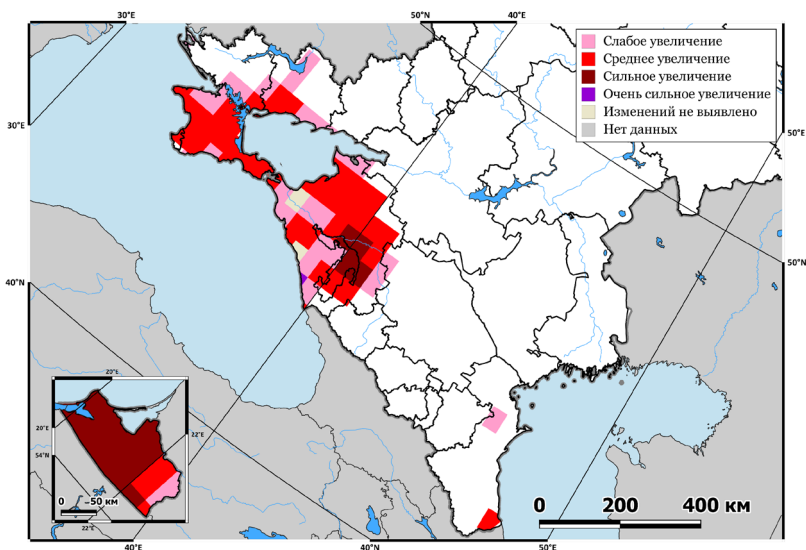 30°E
50°N
40°E
Слабое увеличение
Среднее увеличение
Сильное увеличение
Очень сильное увеличение
Изменений не выявлено
Нет данных
30°E
50°E
40°N
50°N
20°E
20°E
22°E
54°N
0
50 км
22°E
0
200
400 км
40°E
40°N
50°E